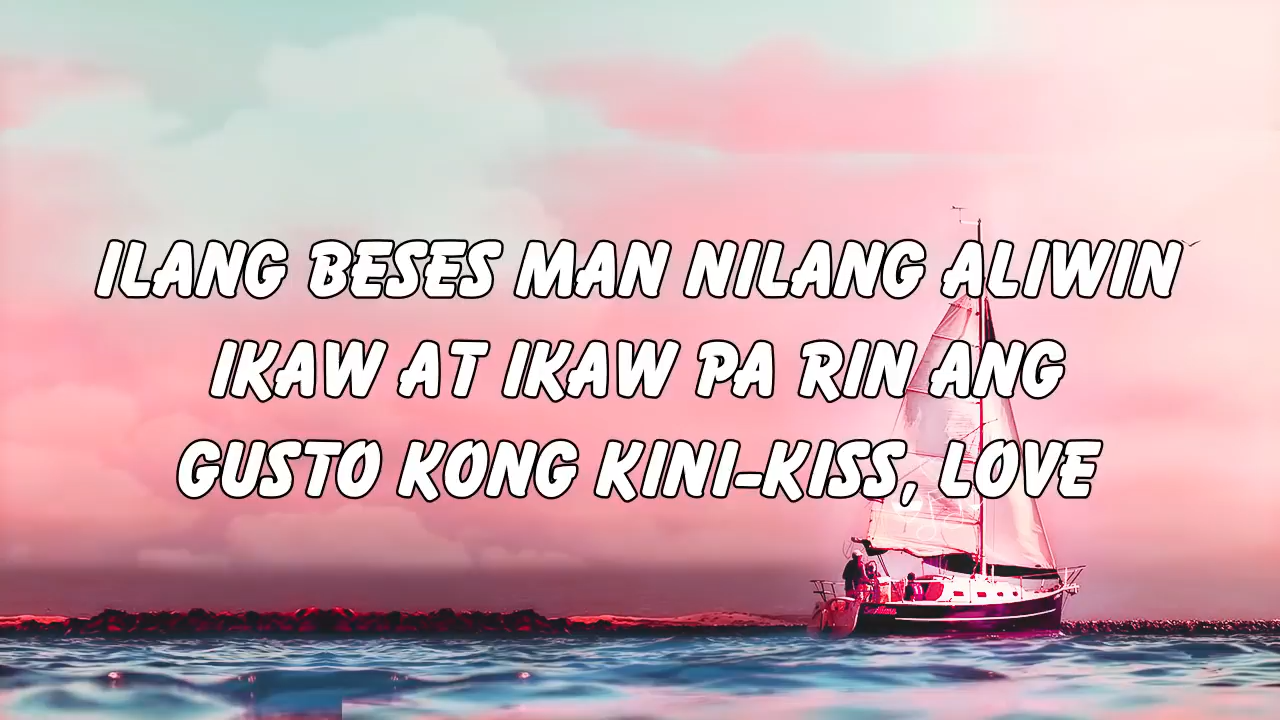 ILANG BESES MAN NILANG ALIWIN
IKAW AT IKAW PA RIN ANG
GUSTO KONG KINI-KISS, LOVE